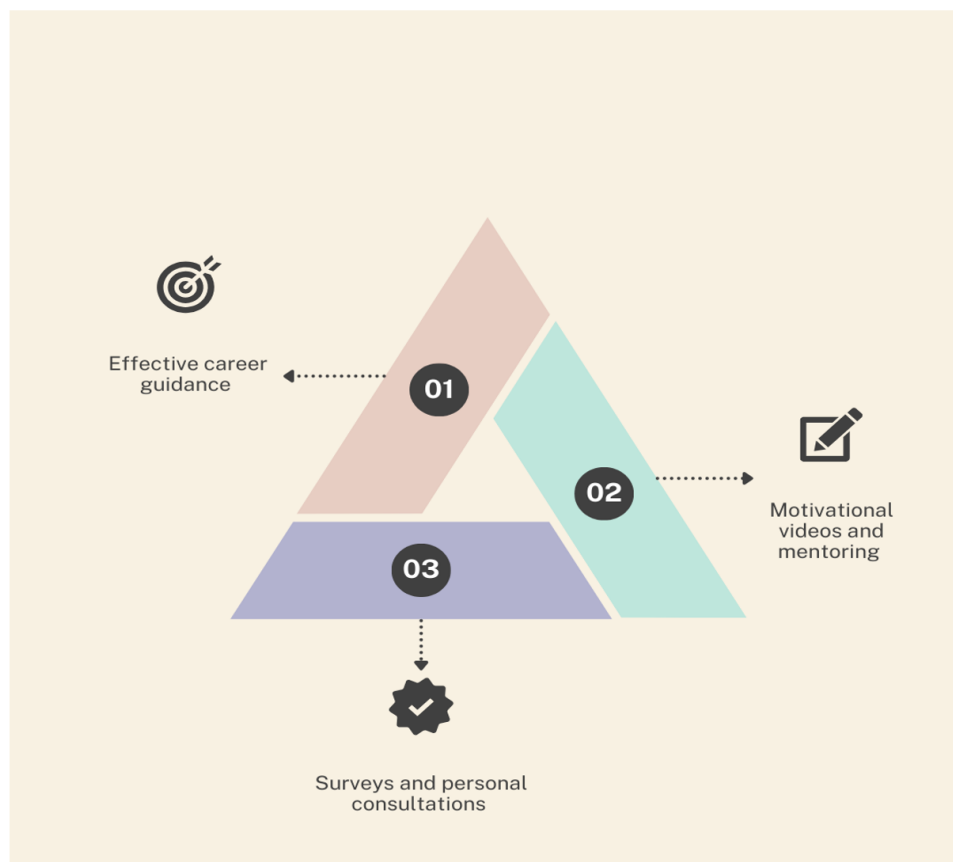 Effective career
guidance
01
02
Motivational
videos and
mentoring
03
Surveys and personal
consultations